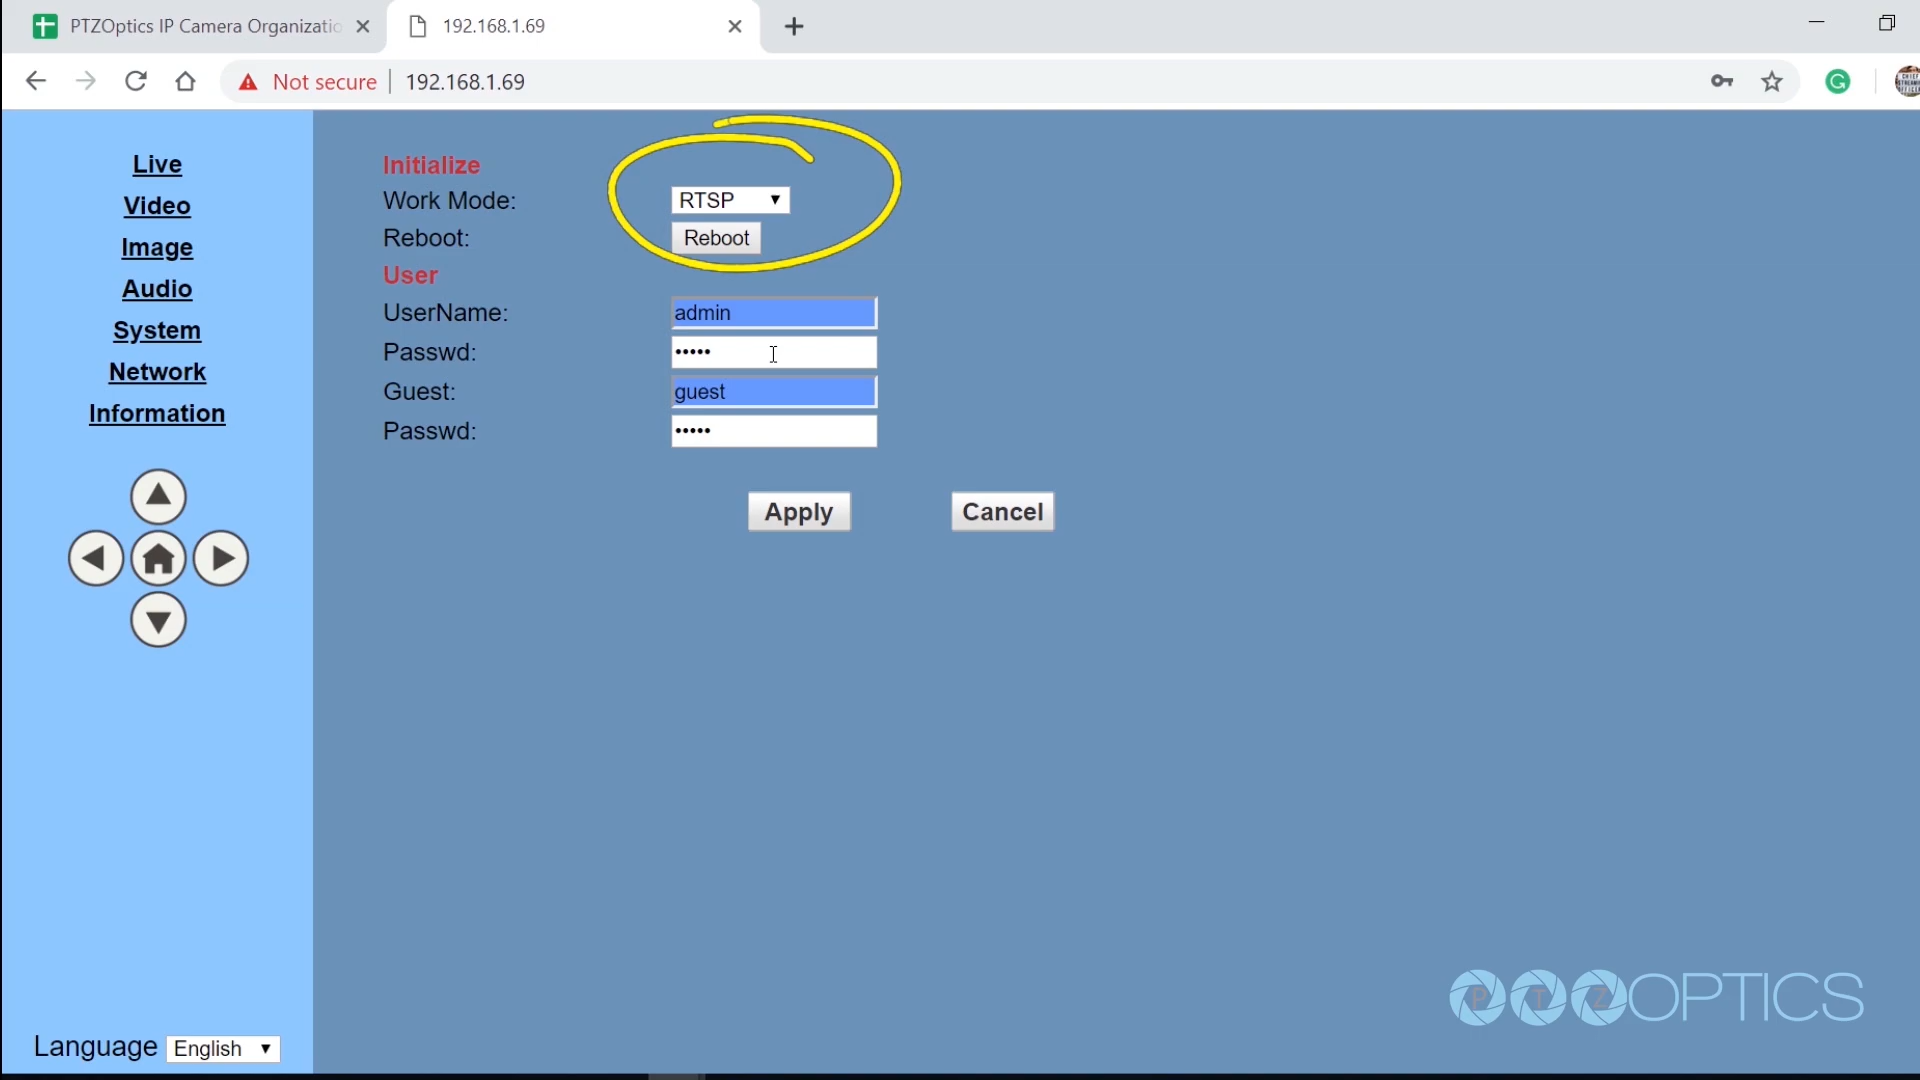 PTZOptics IP Camera Organizatio
192.168.1.69
Not secure 192.168.1.69
Live
Video
Image
Audio
System
Network
Information
Language English
Initialize
Work Mode: RTSP
Reboot: Reboot
User
UserName: admin
Passwd: •••••
Guest: guest
Passwd: •••••
Apply Cancel
PTZOPTICS